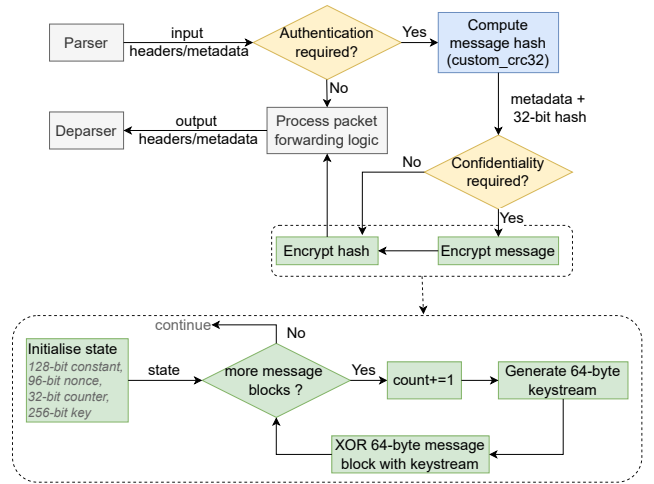 Parser
input
headers/metadata
Authentication
required?
Yes
Compute
message hash
(custom_crc32)
No
metadata +
32-bit hash
Deparser
output
headers/metadata
Process packet
forwarding logic
No
Confidentiality
required?
Yes
Encrypt hash
Encrypt message
continue
No
Initialise state
128-bit constant,
96-bit nonce,
32-bit counter,
256-bit key
state
more message
blocks ?
Yes
count+=1
Generate 64-byte
keystream
XOR 64-byte message
block with keystream